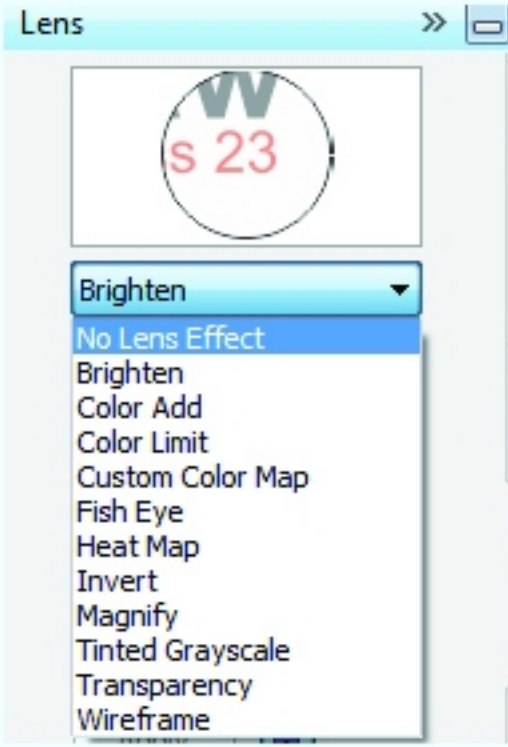 Lens
W
s 23
Brighten
No Lens Effect
Brighten
Color Add
Color Limit
Custom Color Map
Fish Eye
Heat Map
Invert
Magnify
Tinted Grayscale
Transparency
Wireframe